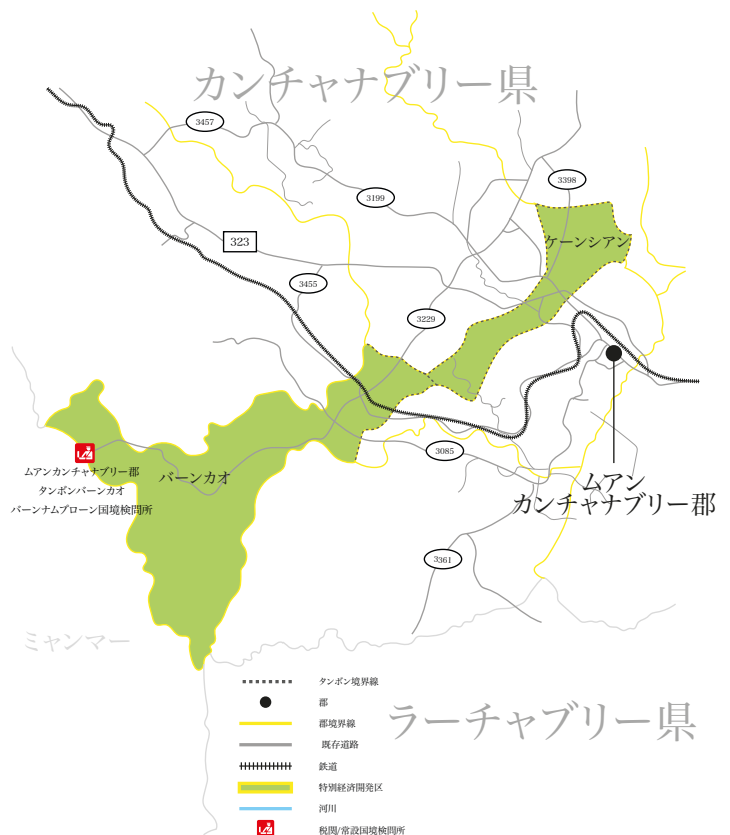 カンチャナブリー県
3457
3398
3199
323
ケーンシアン
3455
3229
3085
ムアンカンチャナブリー郡
タンボンバーンカオ
バーンナムプローン国境検問所
バーンカオ
ムアン
カンチャナブリー郡
3361
ミャンマー
ラーチャブリー県
タンボン境界線
郡
郡境界線
既存道路
鉄道
特別経済開発区
河川
税関/常設国境検問所